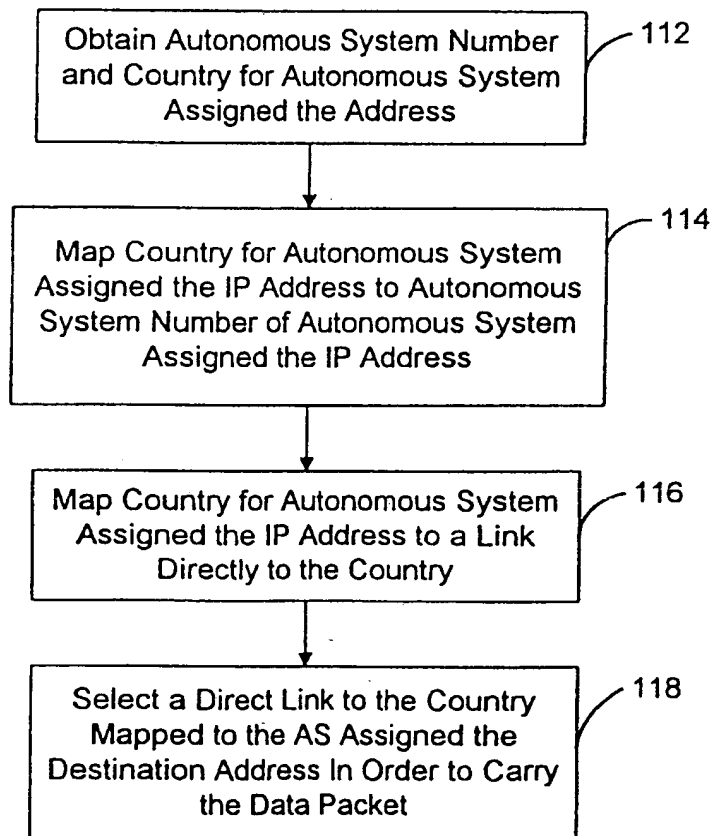 Obtain Autonomous System Number
and Country for Autonomous System
Assigned the Address
112
Map Country for Autonomous System
Assigned the IP Address to Autonomous
System Number of Autonomous System
Assigned the IP Address
114
Map Country for Autonomous System
Assigned the IP Address to a Link
Directly to the Country
116
Select a Direct Link to the Country
Mapped to the AS Assigned the
Destination Address In Order to Carry
the Data Packet
118